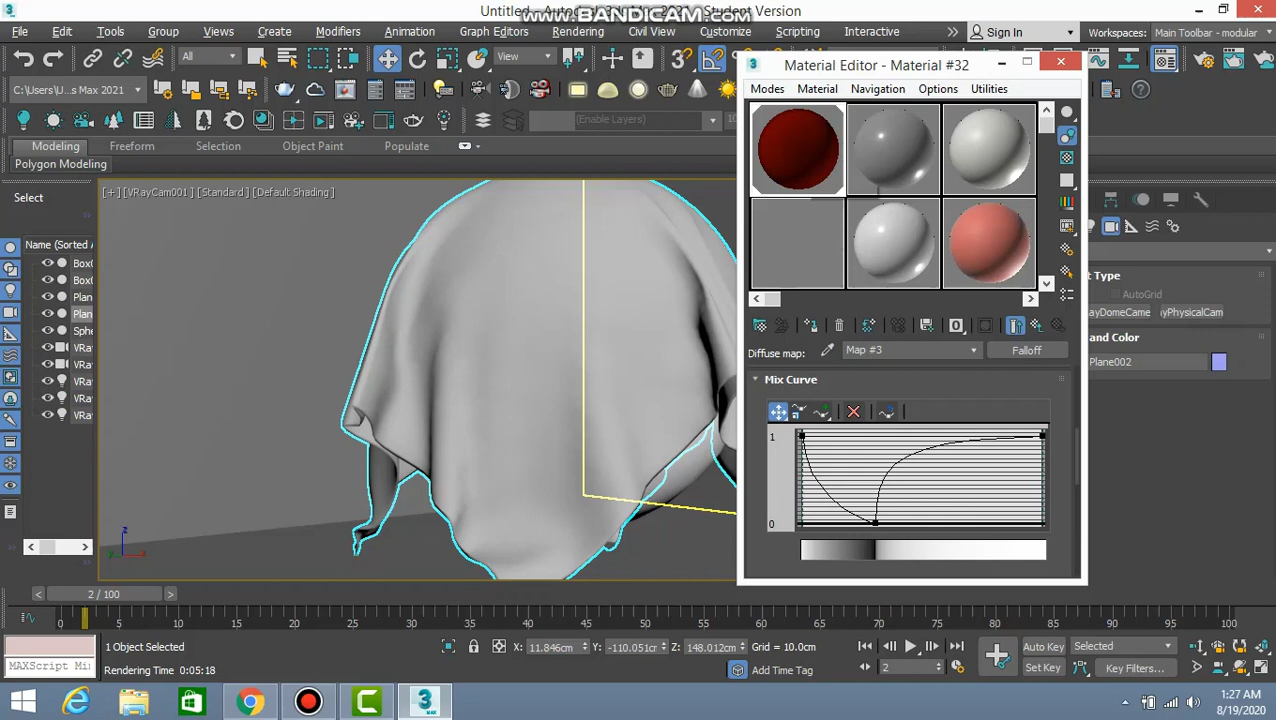 Untitled - Autodesk 3ds Max 2021 - Student Version
www.BANDICAM.com
File Edit Tools Group Views Create Modifiers Animation Graph Editors Rendering Civil View Customize Scripting Interactive
Sign In Workspaces: Main Toolbar - modular
All View
C:\Users\U...s Max 2021
(Enable Layers)
Modeling Freeform Selection Object Paint Populate
Polygon Modeling
Select
Name (Sorted A
Box0
Box0
Plan
Plan
Sphe
VRa
VRa
VRa
VRa
VRa
[+] [VRayCam001] [Standard] [Default Shading]
Material Editor - Material #32
Modes Material Navigation Options Utilities
Diffuse map: Map #3 Falloff
Mix Curve
1
0
t Type
AutoGrid
ayDomeCame yPhysicalCam
and Color
Plane002
2 / 100
0 5 10 15 20 25 30 35 40 45 50 55 60 65 70 75 80 85 90 95 100
MAXScript Mi
1 Object Selected
Rendering Time 0:05:18
X: 11.846cm Y: -110.051cm Z: 148.012cm Grid = 10.0cm
Add Time Tag
2
Auto Key Selected
Set Key Key Filters...
1:27 AM
8/19/2020